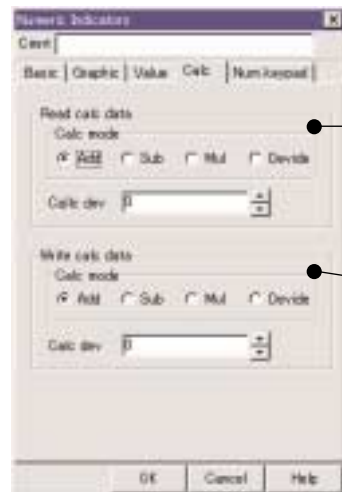 Numeric Indicators
Cmnt
Basic Graphic Value Calc Num keypad
Read calc data
Calc mode
Add Sub Mul Devide
Calc dev 0
Write calc data
Calc mode
Add Sub Mul Devide
Calc dev 0
OK Cancel Help